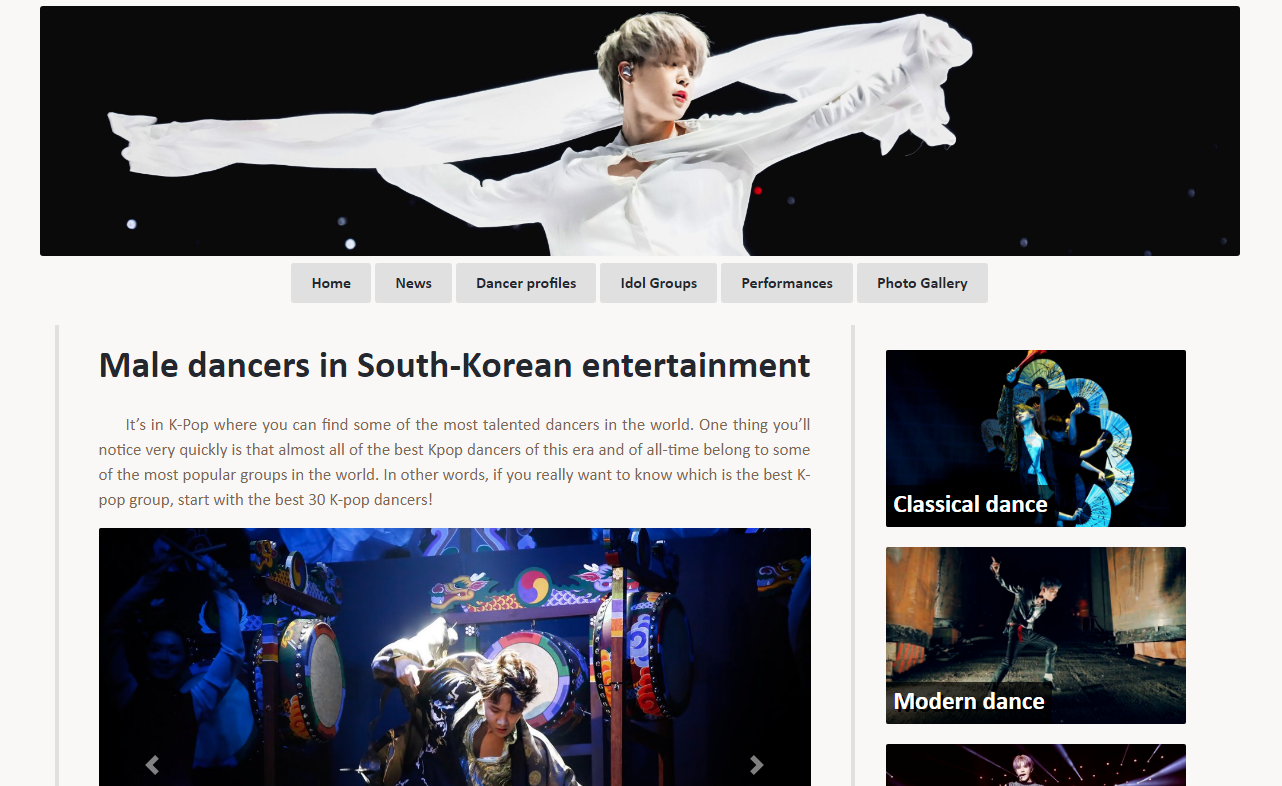 Home
News
Dancer profiles
Idol Groups
Performances
Photo Gallery
Male dancers in South-Korean entertainment
It’s in K-Pop where you can find some of the most talented dancers in the world. One thing you’ll
notice very quickly is that almost all of the best Kpop dancers of this era and of all-time belong to some
of the most popular groups in the world. In other words, if you really want to know which is the best K-
pop group, start with the best 30 K-pop dancers!
Classical dance
Modern dance